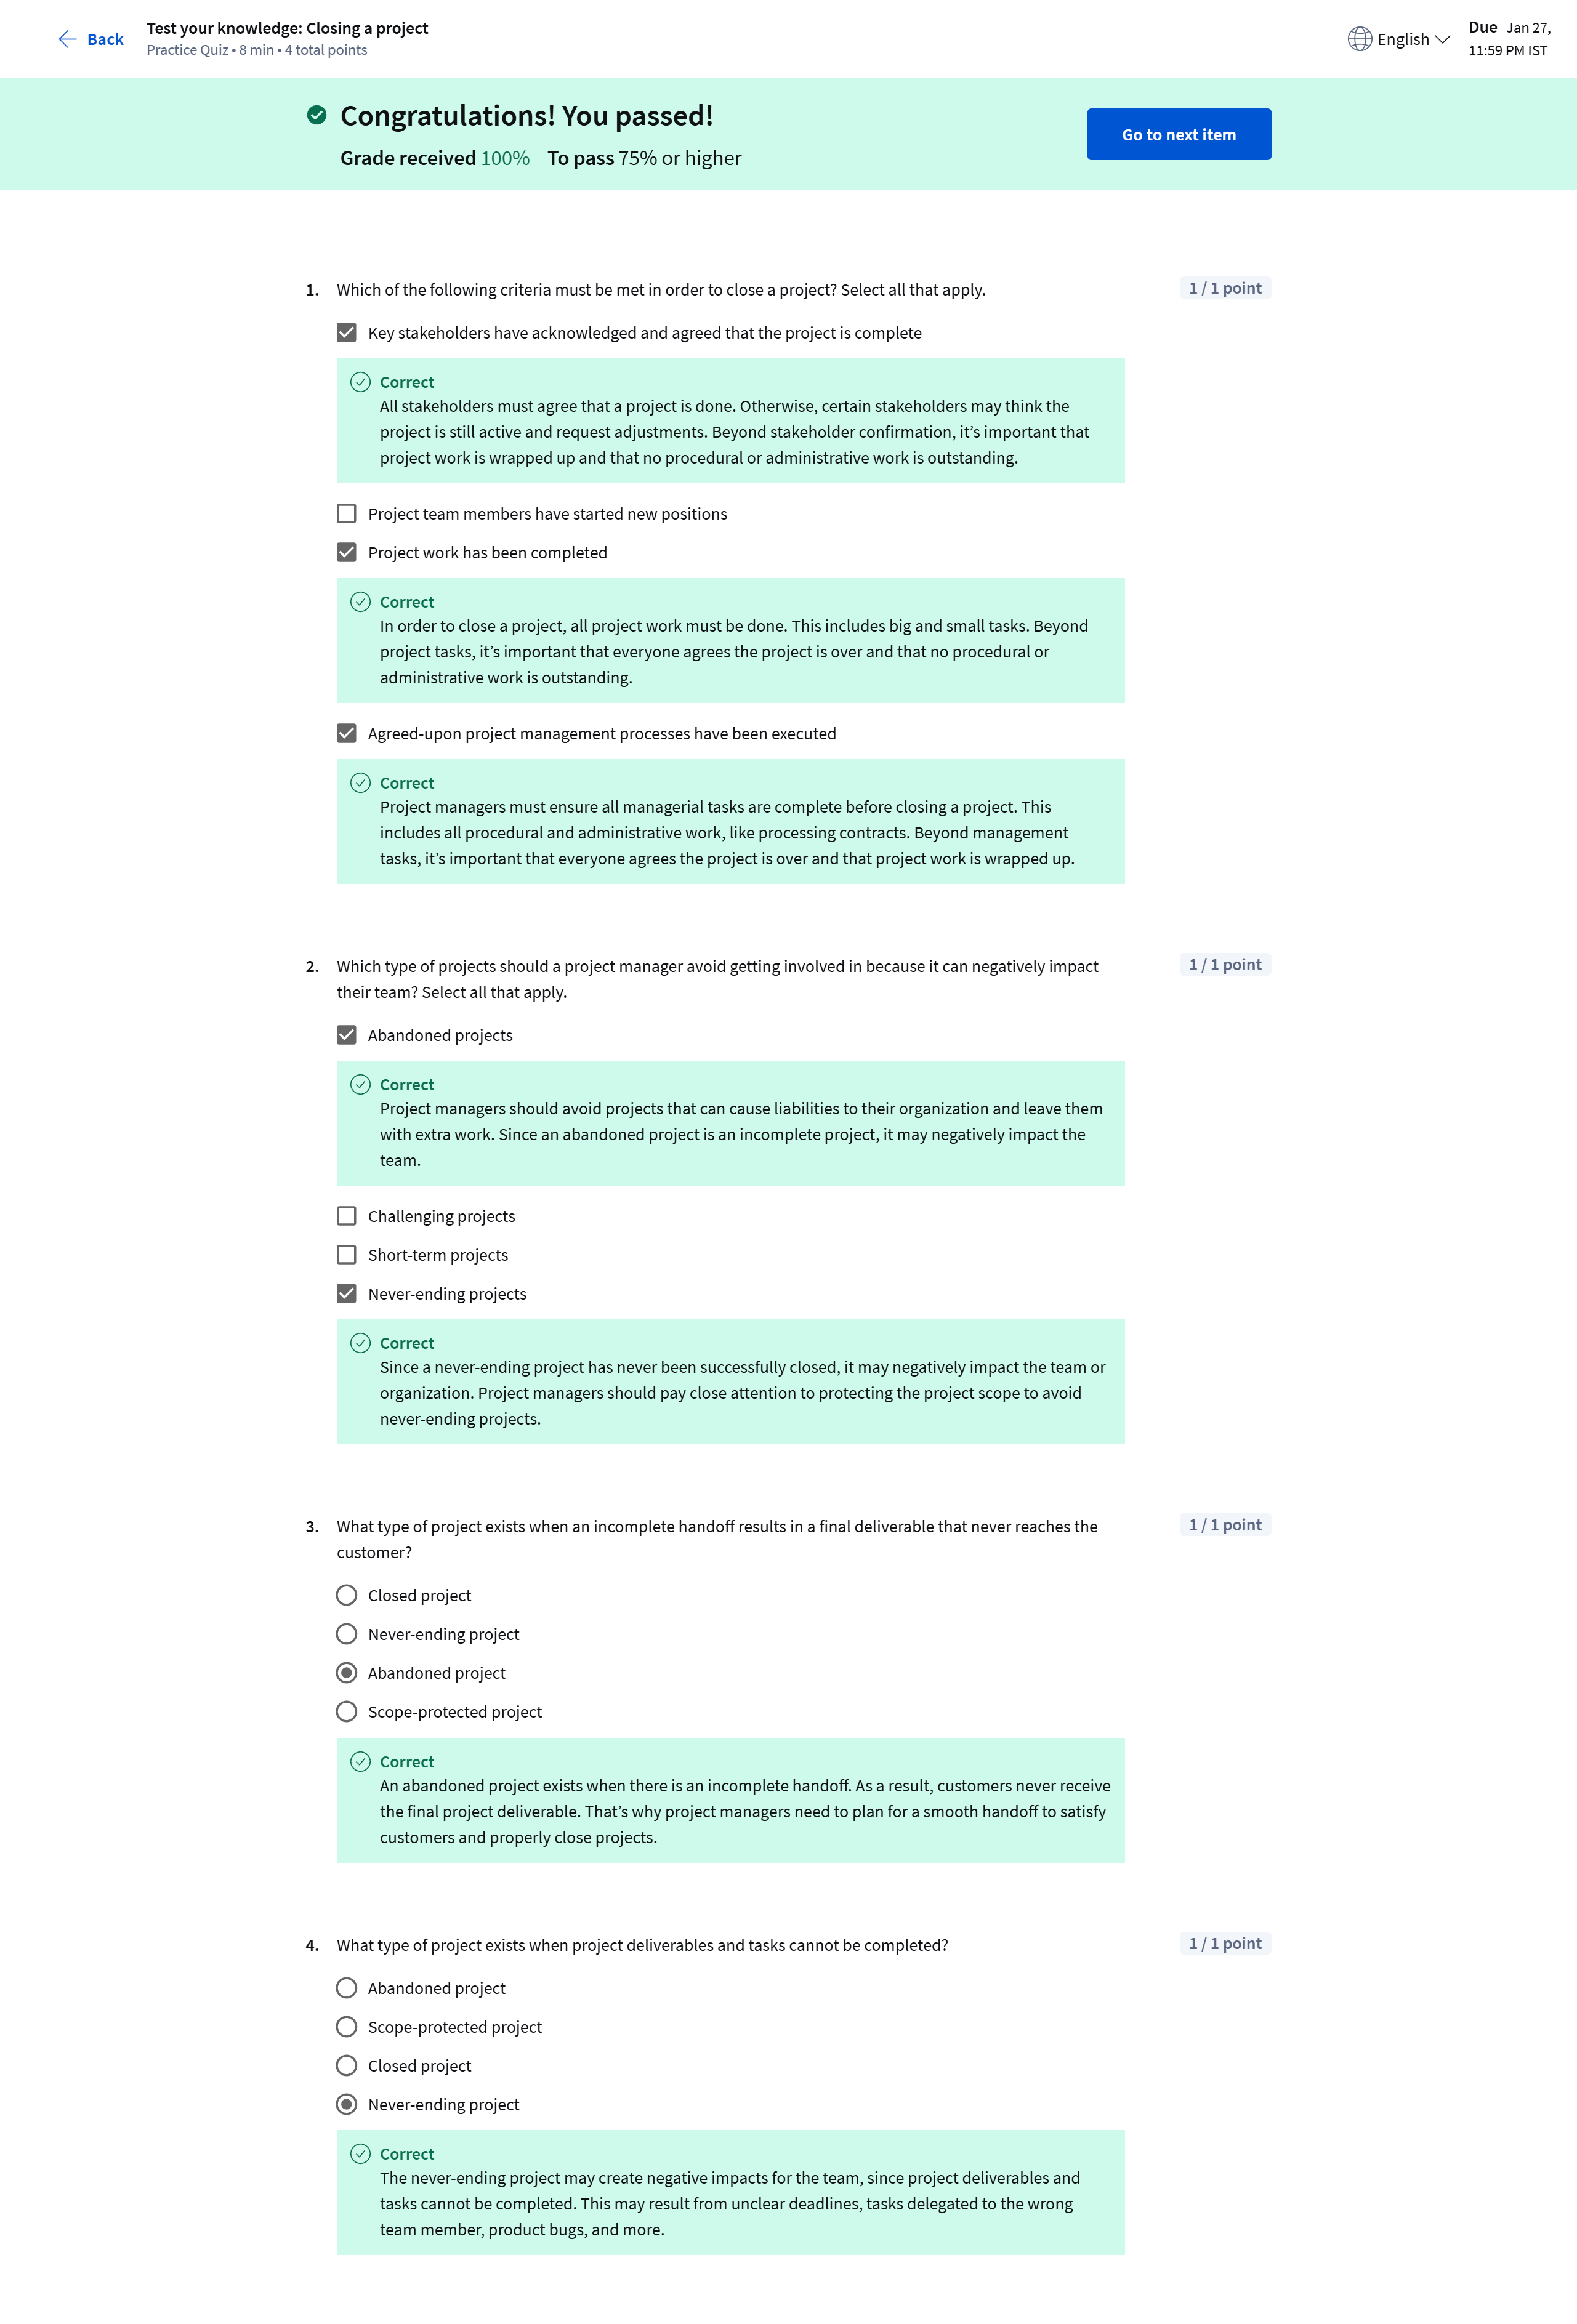 Back
Test your knowledge: Closing a project
Practice Quiz • 8 min • 4 total points
English
Due Jan 27,
11:59 PM IST
Congratulations! You passed!
Grade received 100% To pass 75% or higher
Go to next item
1. Which of the following criteria must be met in order to close a project? Select all that apply.
1 / 1 point
Key stakeholders have acknowledged and agreed that the project is complete
Correct
All stakeholders must agree that a project is done. Otherwise, certain stakeholders may think the
project is still active and request adjustments. Beyond stakeholder confirmation, it’s important that
project work is wrapped up and that no procedural or administrative work is outstanding.
Project team members have started new positions
Project work has been completed
Correct
In order to close a project, all project work must be done. This includes big and small tasks. Beyond
project tasks, it’s important that everyone agrees the project is over and that no procedural or
administrative work is outstanding.
Agreed-upon project management processes have been executed
Correct
Project managers must ensure all managerial tasks are complete before closing a project. This
includes all procedural and administrative work, like processing contracts. Beyond management
tasks, it’s important that everyone agrees the project is over and that project work is wrapped up.
2. Which type of projects should a project manager avoid getting involved in because it can negatively impact
their team? Select all that apply.
1 / 1 point
Abandoned projects
Correct
Project managers should avoid projects that can cause liabilities to their organization and leave them
with extra work. Since an abandoned project is an incomplete project, it may negatively impact the
team.
Challenging projects
Short-term projects
Never-ending projects
Correct
Since a never-ending project has never been successfully closed, it may negatively impact the team or
organization. Project managers should pay close attention to protecting the project scope to avoid
never-ending projects.
3. What type of project exists when an incomplete handoff results in a final deliverable that never reaches the
customer?
1 / 1 point
Closed project
Never-ending project
Abandoned project
Scope-protected project
Correct
An abandoned project exists when there is an incomplete handoff. As a result, customers never receive
the final project deliverable. That’s why project managers need to plan for a smooth handoff to satisfy
customers and properly close projects.
4. What type of project exists when project deliverables and tasks cannot be completed?
1 / 1 point
Abandoned project
Scope-protected project
Closed project
Never-ending project
Correct
The never-ending project may create negative impacts for the team, since project deliverables and
tasks cannot be completed. This may result from unclear deadlines, tasks delegated to the wrong
team member, product bugs, and more.